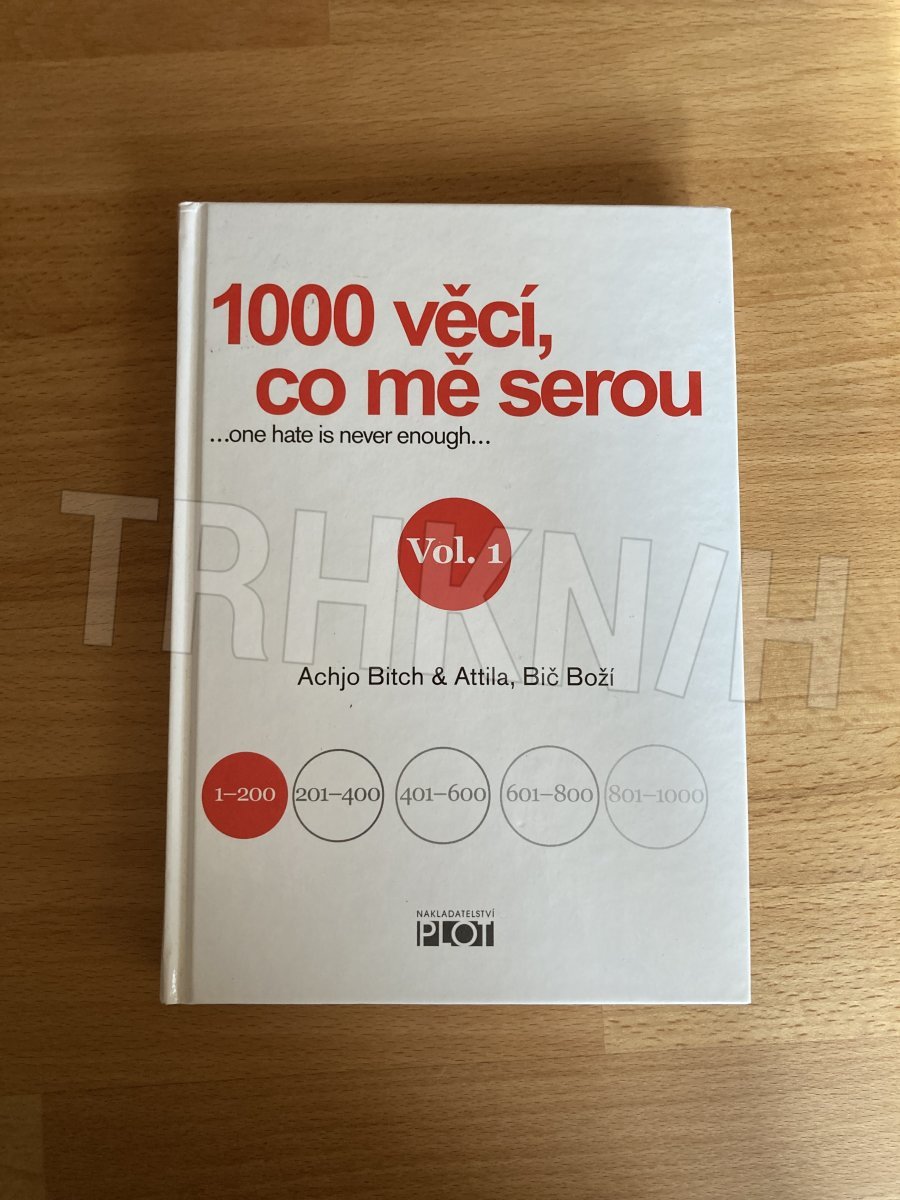 1000 věcí,
co mě serou
...one hate is never enough...
Vol. 1
TRHKNIH
Achjo Bitch & Attila, Bič Boží
1–200 201–400 401–600 601–800 801–1000
NAKLADATELSTVÍ
PLOT